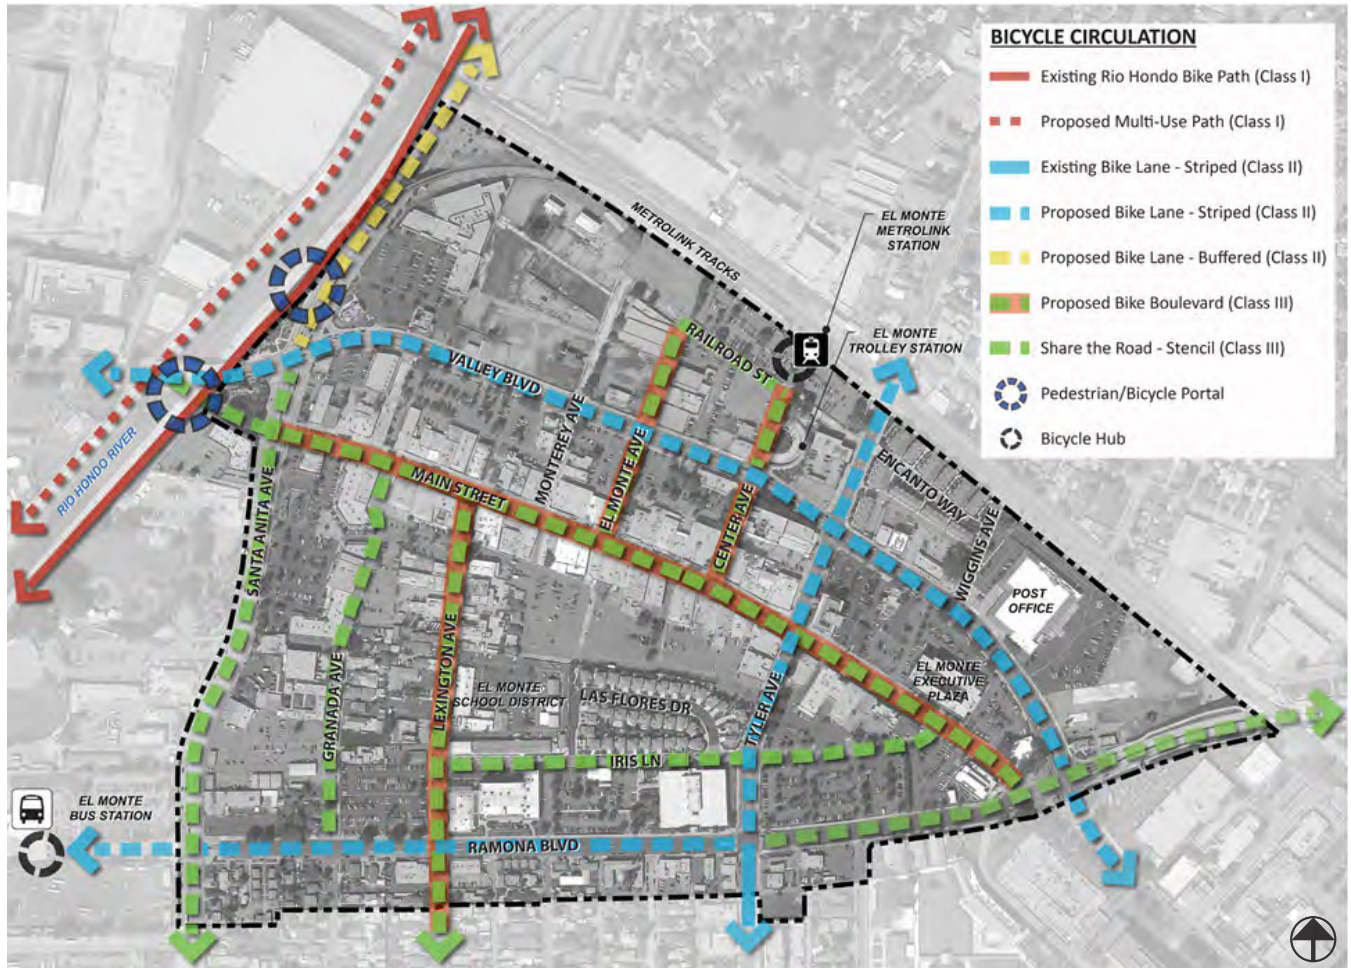 BICYCLE CIRCULATION
Existing Rio Hondo Bike Path (Class I)
Proposed Multi-Use Path (Class I)
Existing Bike Lane - Striped (Class II)
Proposed Bike Lane - Striped (Class II)
Proposed Bike Lane - Buffered (Class II)
Proposed Bike Boulevard (Class III)
Share the Road - Stencil (Class III)
Pedestrian/Bicycle Portal
Bicycle Hub
METROLINK TRACKS
EL MONTE
METROLINK
STATION
EL MONTE
TROLLEY STATION
RAILROAD ST
VALLEY BLVD
MONTEREY AVE
EL MONTE AVE
CENTER AVE
MAIN STREET
RIO HONDO RIVER
SANTA ANITA AVE
ENCANTO WAY
WIGGINS AVE
POST
OFFICE
GRANADA AVE
LEXINGTON AVE
EL MONTE
SCHOOL DISTRICT
LAS FLORES DR
TYLER AVE
EL MONTE
EXECUTIVE
PLAZA
IRIS LN
EL MONTE
BUS STATION
RAMONA BLVD